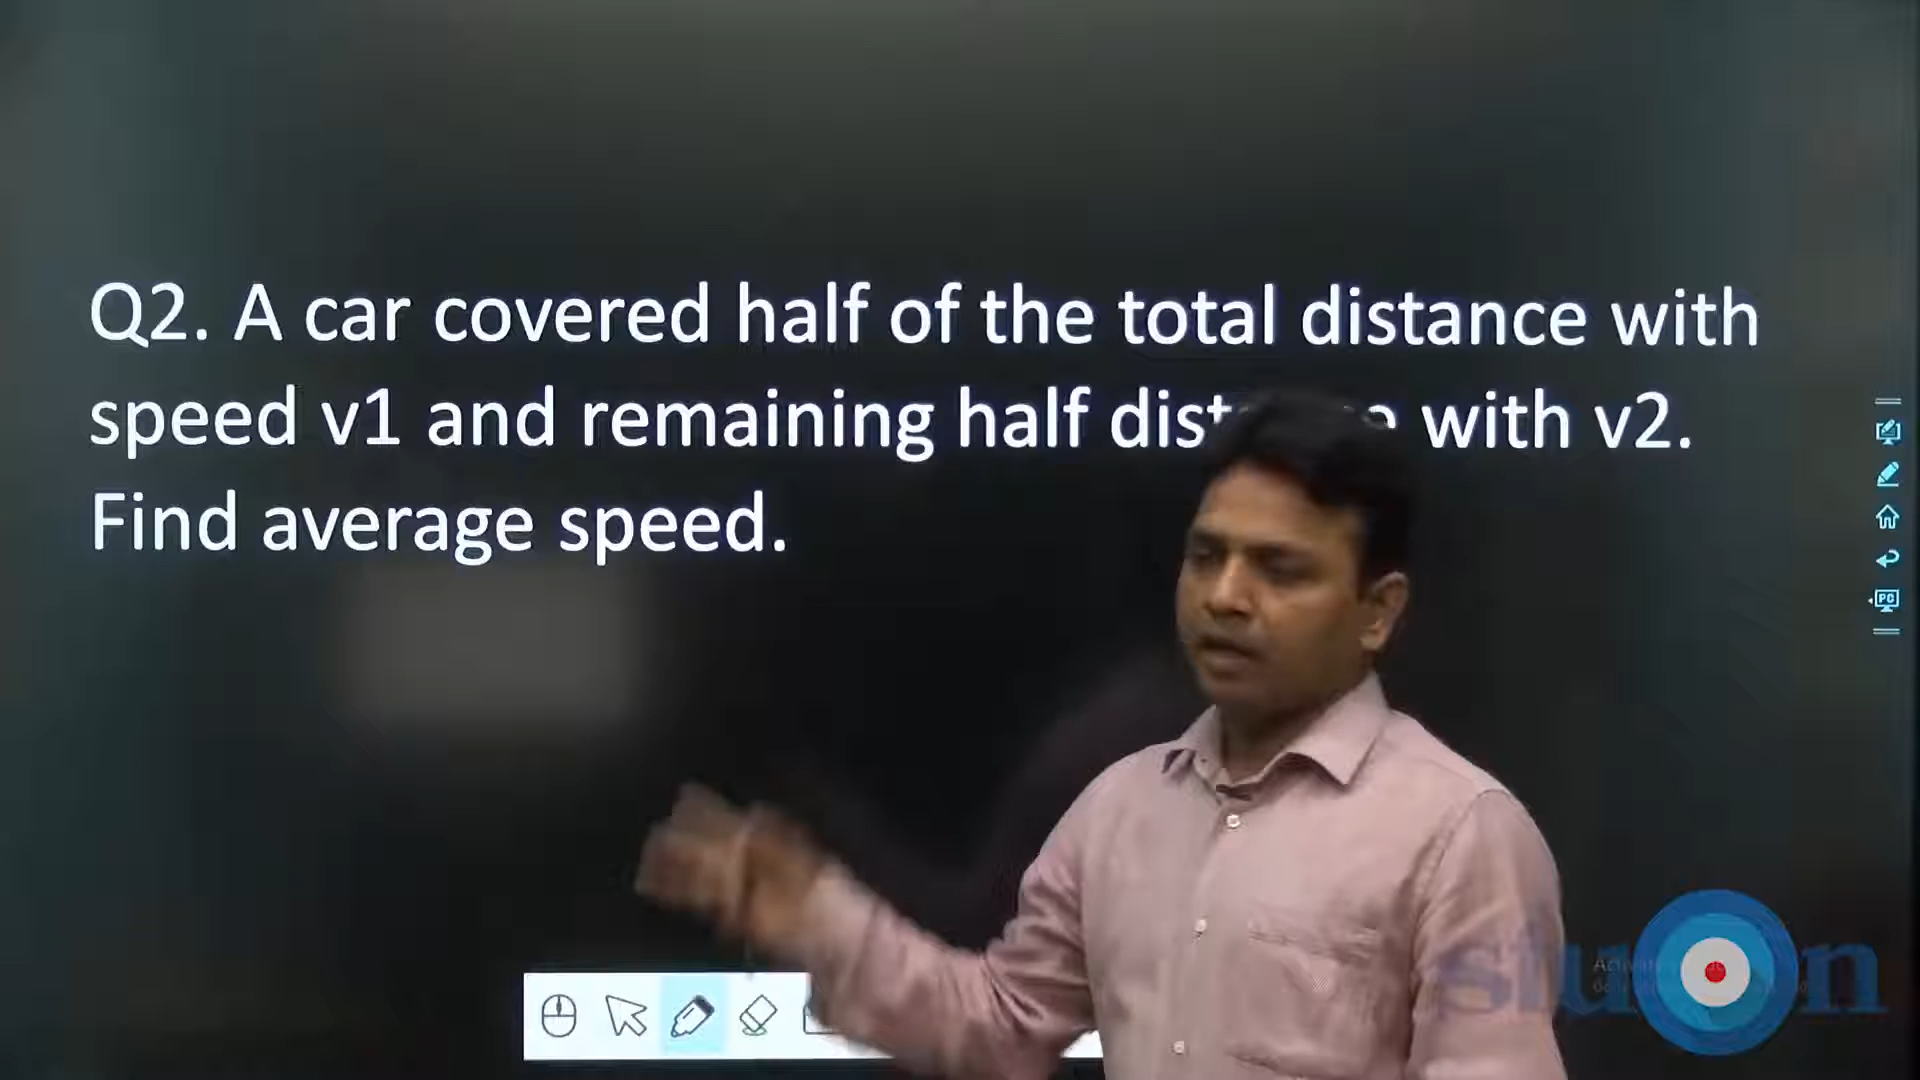 Q2. A car covered half of the total distance with
speed v1 and remaining half with v2.
Find average speed.
PC